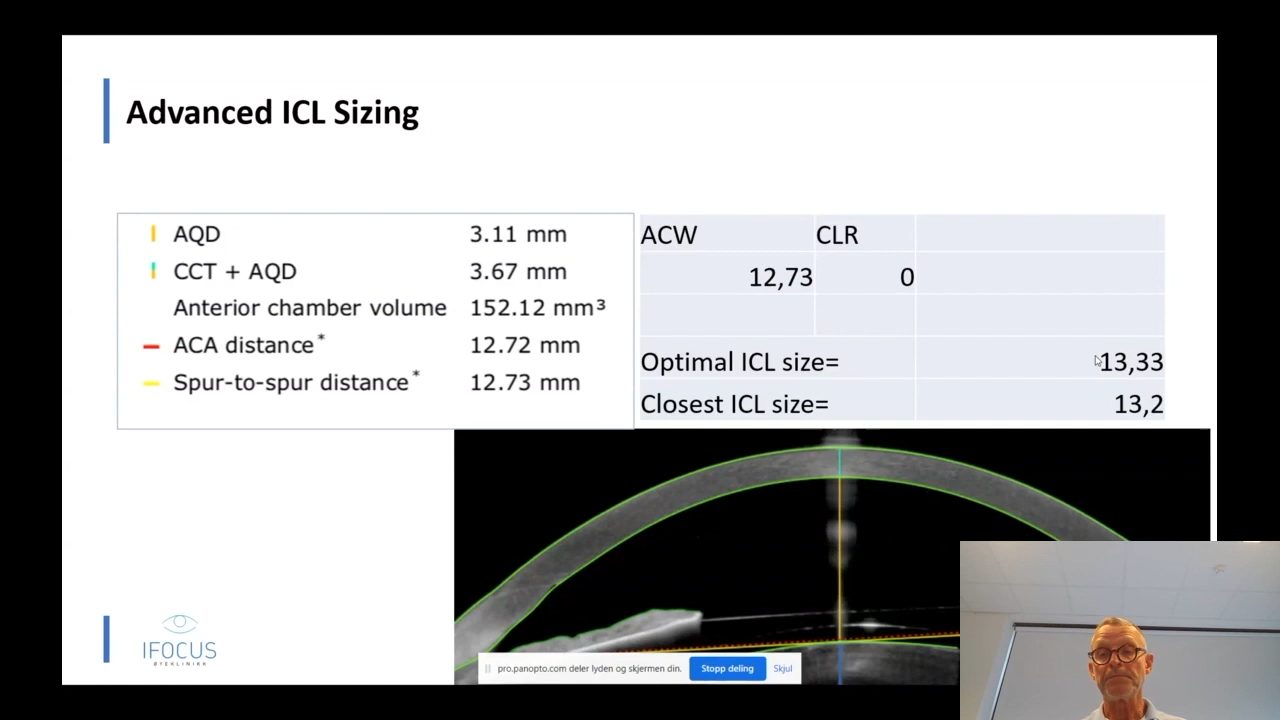 Advanced ICL Sizing
AQD 3.11 mm
CCT + AQD 3.67 mm
Anterior chamber volume 152.12 mm³
ACA distance* 12.72 mm
Spur-to-spur distance* 12.73 mm
ACW CLR
12,73 0
Optimal ICL size= 13,33
Closest ICL size= 13,2
IFOCUS
ØYEKLINIKK
pro.panopto.com deler lyden og skjermen din. Stopp deling Skjul